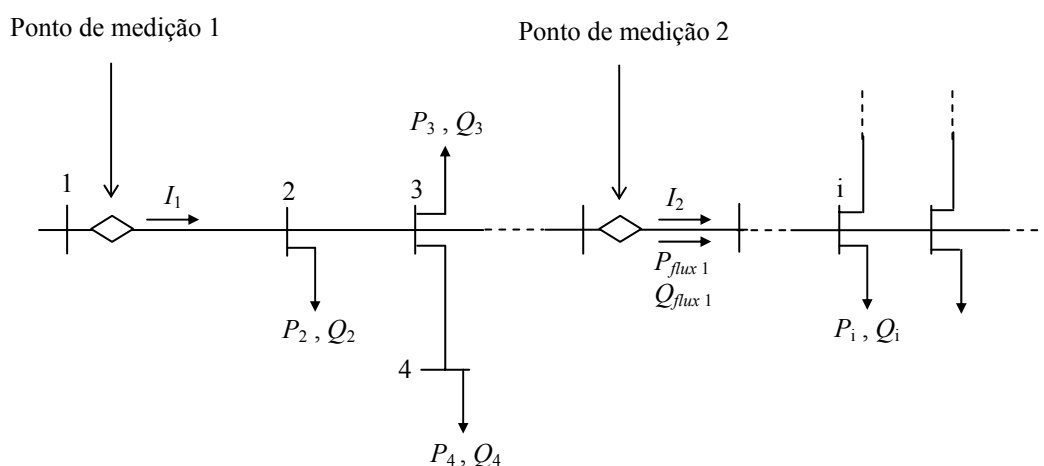 Ponto de medição 1
Ponto de medição 2
P3 , Q3
1
I1
2
3
I2
i
Pflux 1
Qflux 1
P2 , Q2
Pi , Qi
4
P4 , Q4